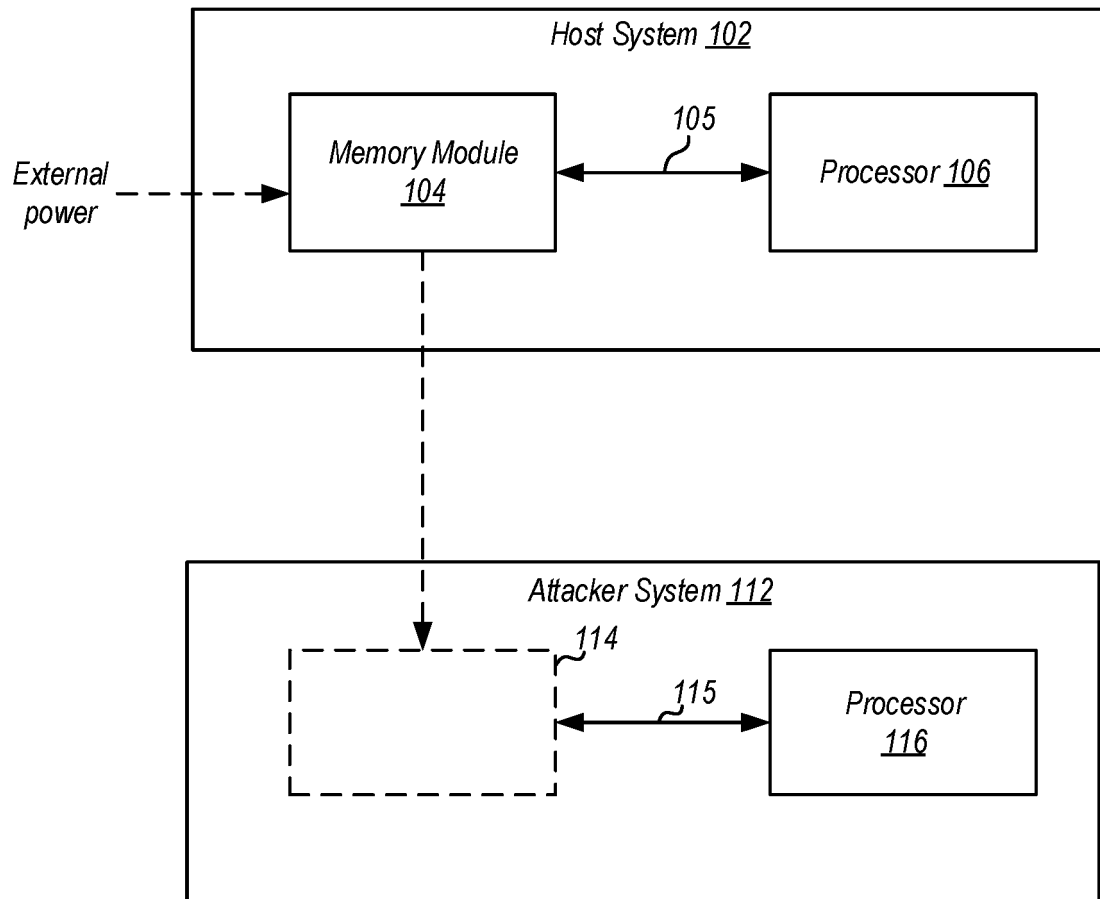 Host System 102
105
Memory Module
104
Processor 106
External
power
Attacker System 112
114
115
Processor
116